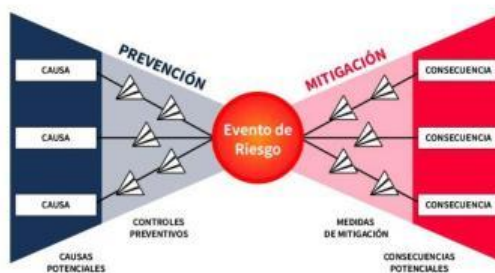 PREVENCIÓN
MITIGACIÓN
CAUSA
CONSECUENCIA
CAUSA
Evento de
Riesgo
CONSECUENCIA
CAUSA
CONSECUENCIA
CONTROLES
PREVENTIVOS
MEDIDAS
DE MITIGACIÓN
CAUSAS
POTENCIALES
CONSECUENCIAS
POTENCIALES